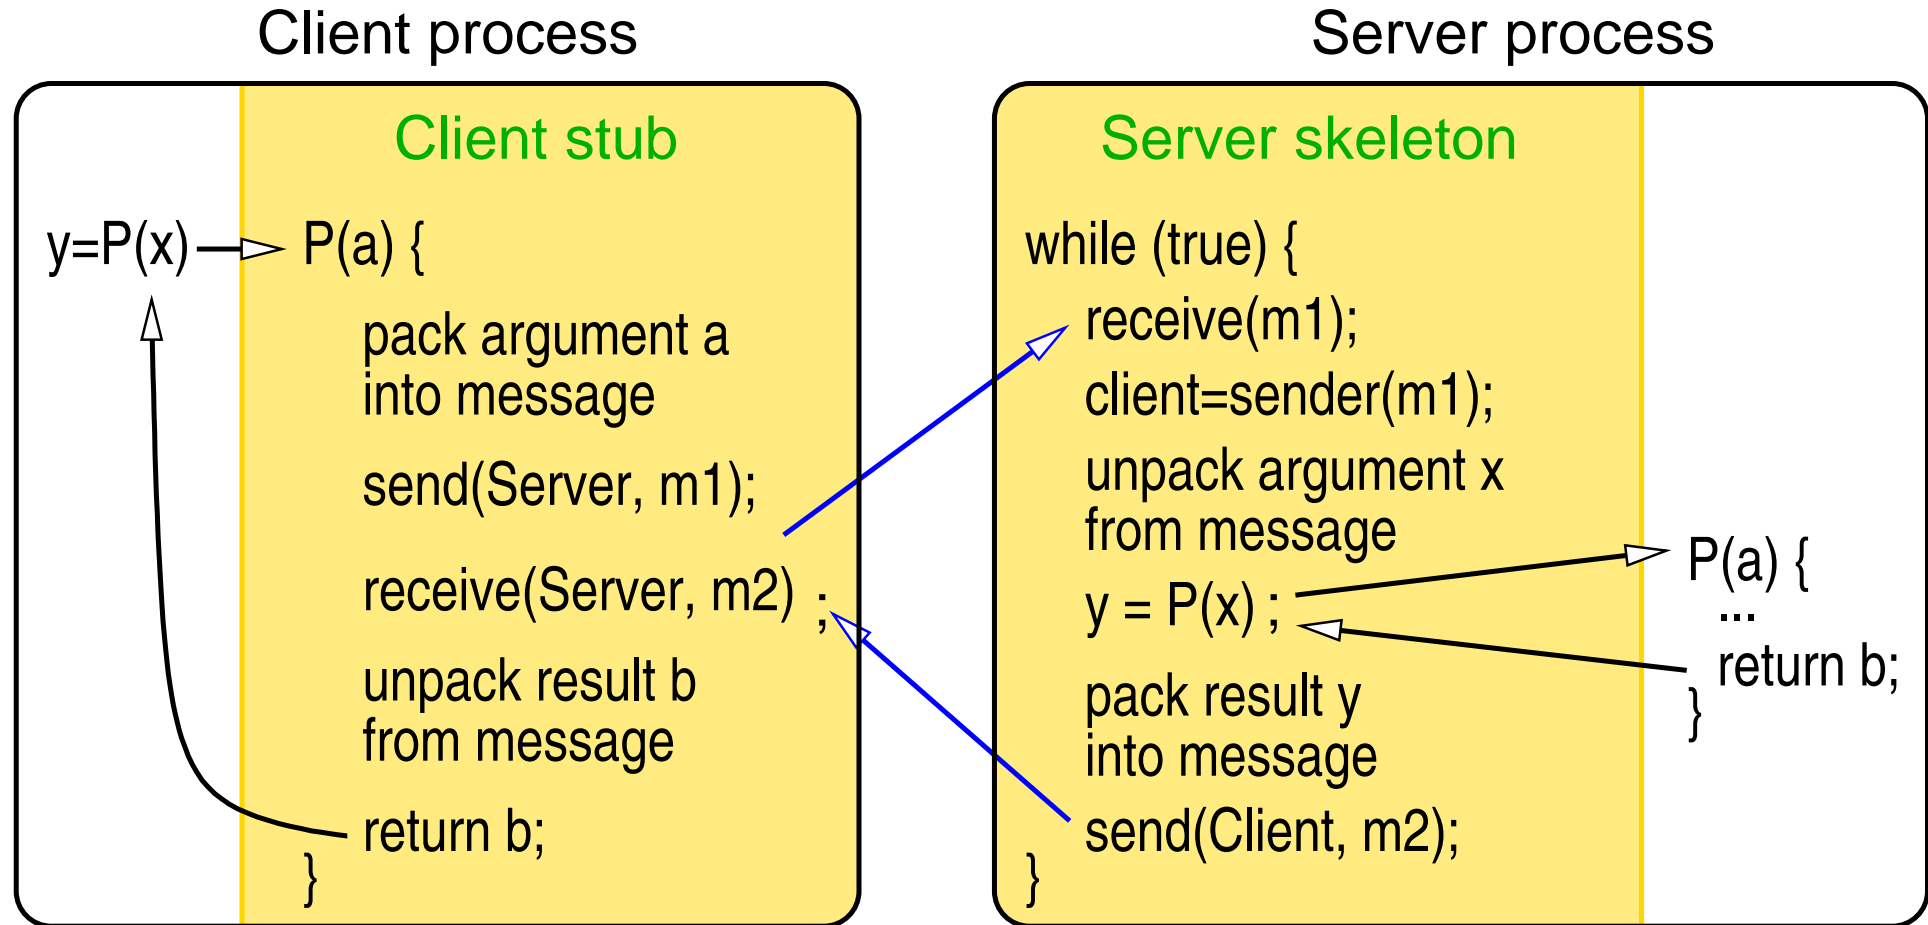 Client process
Client stub
y=P(x)
P(a) {
pack argument a
into message
send(Server, m1);
receive(Server, m2) ;
unpack result b
from message
return b;
}
Server process
Server skeleton
while (true) {
receive(m1);
client=sender(m1);
unpack argument x
from message
y = P(x) ;
pack result y
into message
send(Client, m2);
}
P(a) {
...
return b;
}